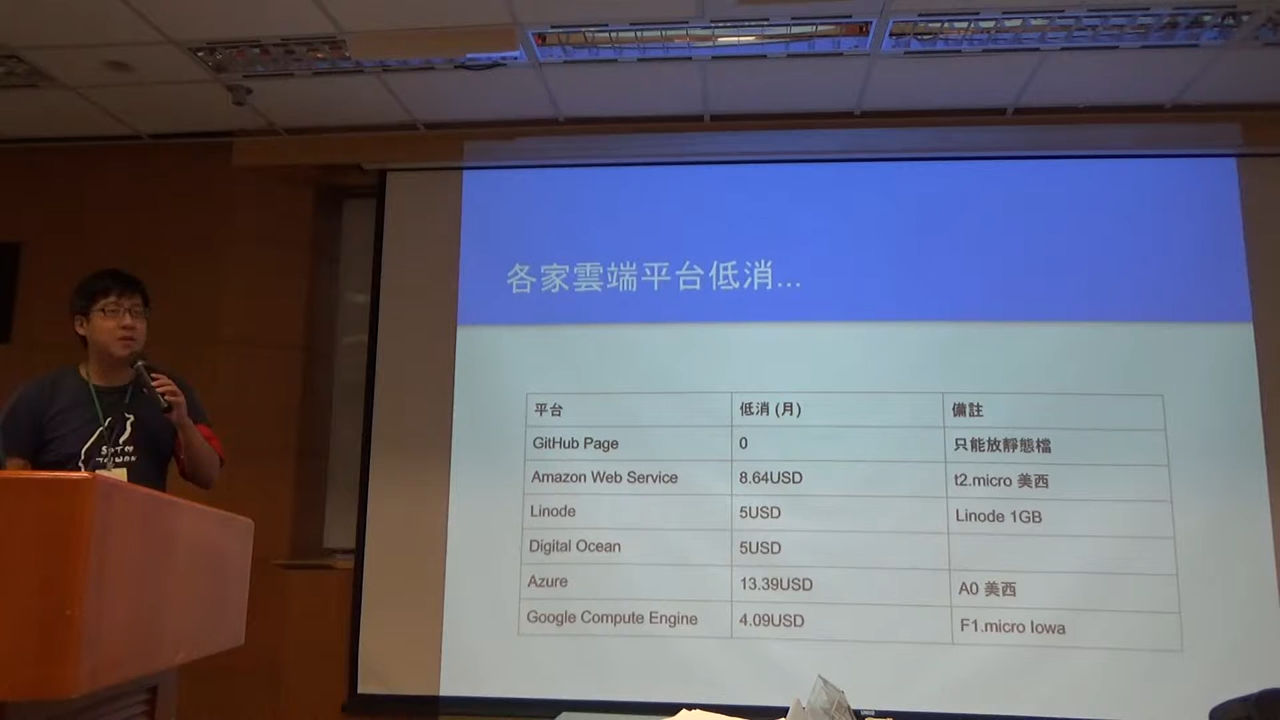 各家雲端平台低消...
平台 低消 (月) 備註
GitHub Page 0 只能放靜態檔
Amazon Web Service 8.64USD t2.micro 美西
Linode 5USD Linode 1GB
Digital Ocean 5USD
Azure 13.39USD A0 美西
Google Compute Engine 4.09USD F1.micro Iowa
TAIWAN